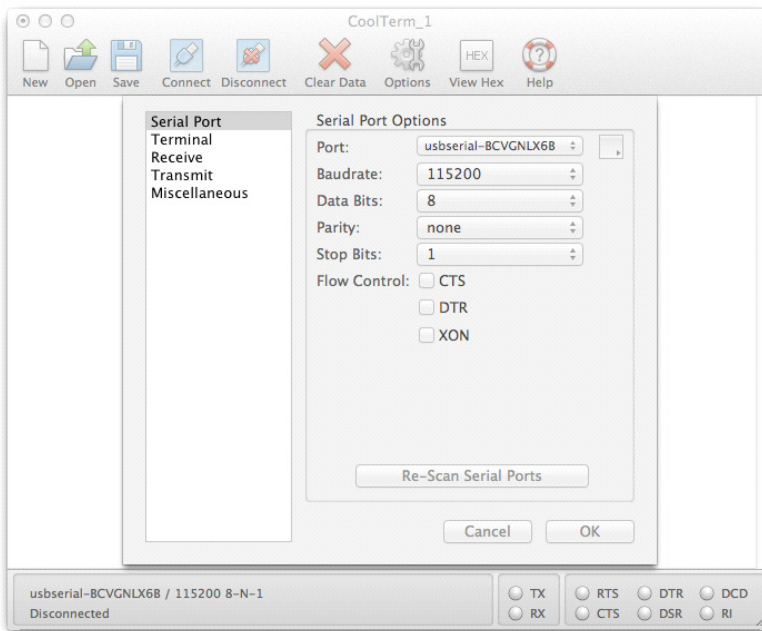 CoolTerm_1
New Open Save Connect Disconnect Clear Data Options HEX View Hex Help
Serial Port
Terminal
Receive
Transmit
Miscellaneous
Serial Port Options
Port: usbserial-BCVGNLX6B
Baudrate: 115200
Data Bits: 8
Parity: none
Stop Bits: 1
Flow Control: CTS
DTR
XON
Re-Scan Serial Ports
Cancel OK
usbserial-BCVGNLX6B / 115200 8-N-1
Disconnected
TX RTS DTR DCD
RX CTS DSR RI